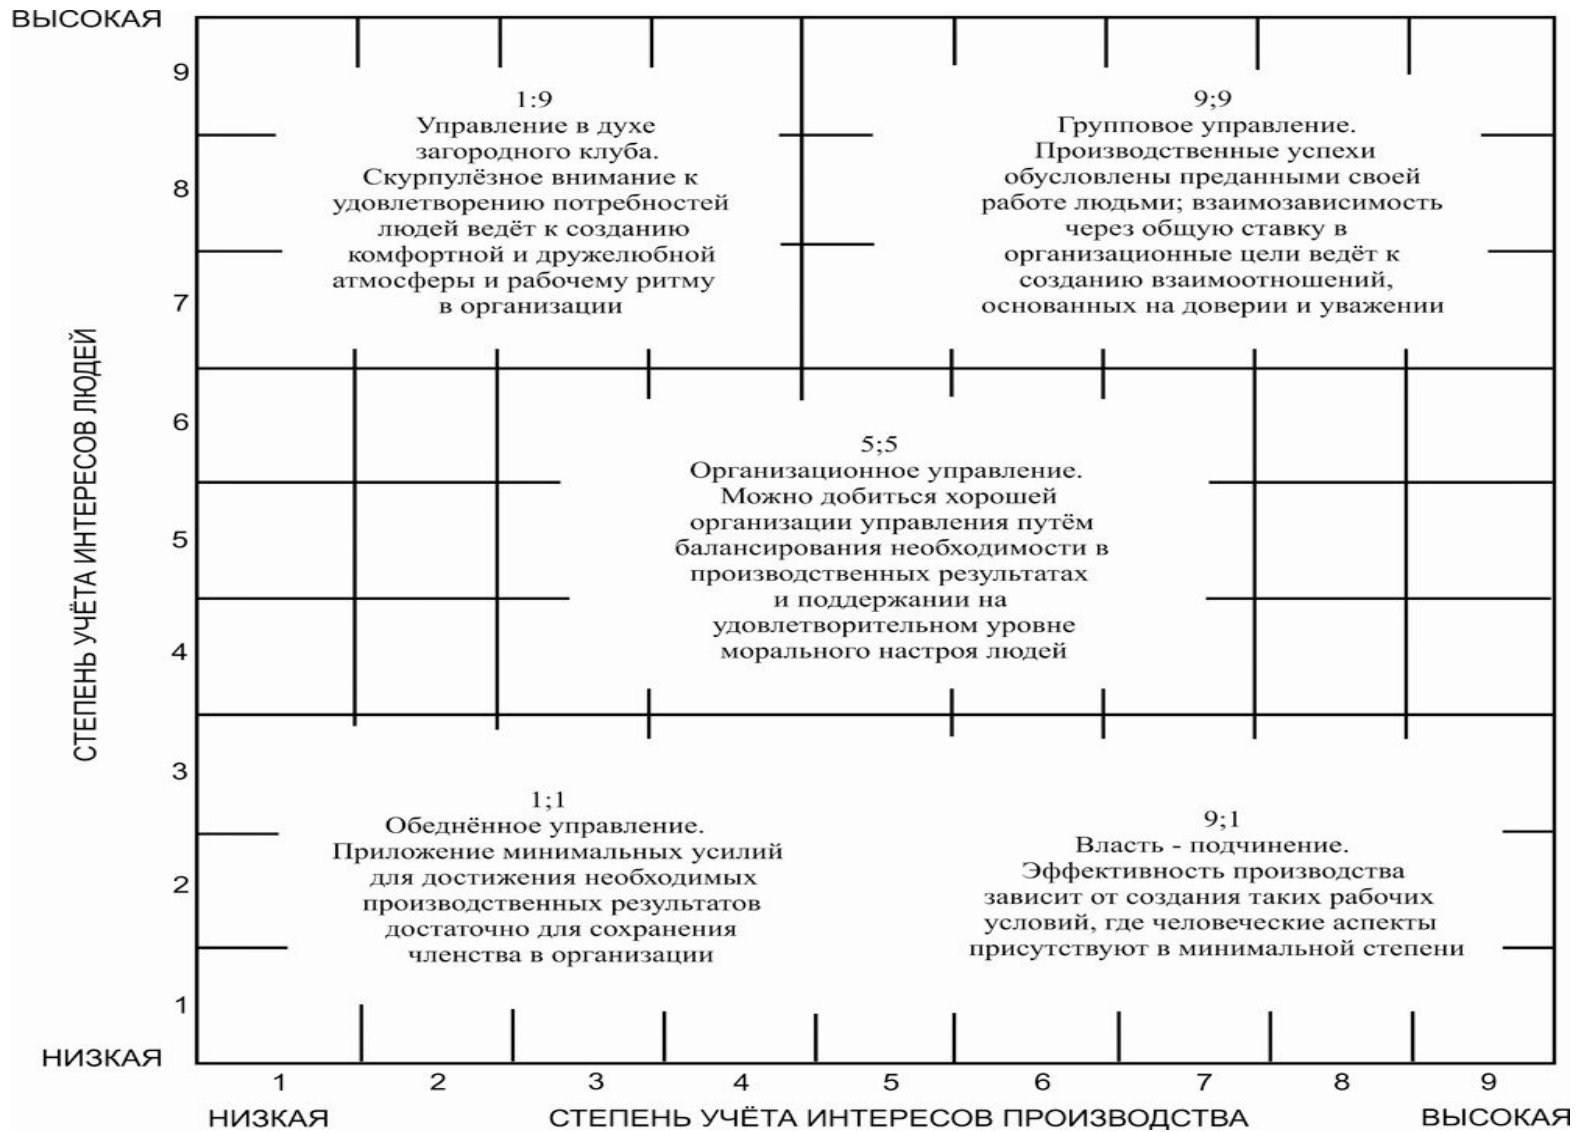 ВЫСОКАЯ
9
8
7
6
5
4
3
2
1
НИЗКАЯ
СТЕПЕНЬ УЧЁТА ИНТЕРЕСОВ ЛЮДЕЙ
1:9
Управление в духе
загородного клуба.
Скурпулёзное внимание к
удовлетворению потребностей
людей ведёт к созданию
комфортной и дружелюбной
атмосферы и рабочему ритму
в организации
9;9
Групповое управление.
Производственные успехи
обусловлены преданными своей
работе людьми; взаимозависимость
через общую ставку в
организационные цели ведёт к
созданию взаимоотношений,
основанных на доверии и уважении
5;5
Организационное управление.
Можно добиться хорошей
организации управления путём
балансирования необходимости в
производственных результатах
и поддержании на
удовлетворительном уровне
морального настроя людей
1;1
Обеднённое управление.
Приложение минимальных усилий
для достижения необходимых
производственных результатов
достаточно для сохранения
членства в организации
9;1
Власть - подчинение.
Эффективность производства
зависит от создания таких рабочих
условий, где человеческие аспекты
присутствуют в минимальной степени
1 2 3 4 5 6 7 8 9
НИЗКАЯ СТЕПЕНЬ УЧЁТА ИНТЕРЕСОВ ПРОИЗВОДСТВА ВЫСОКАЯ